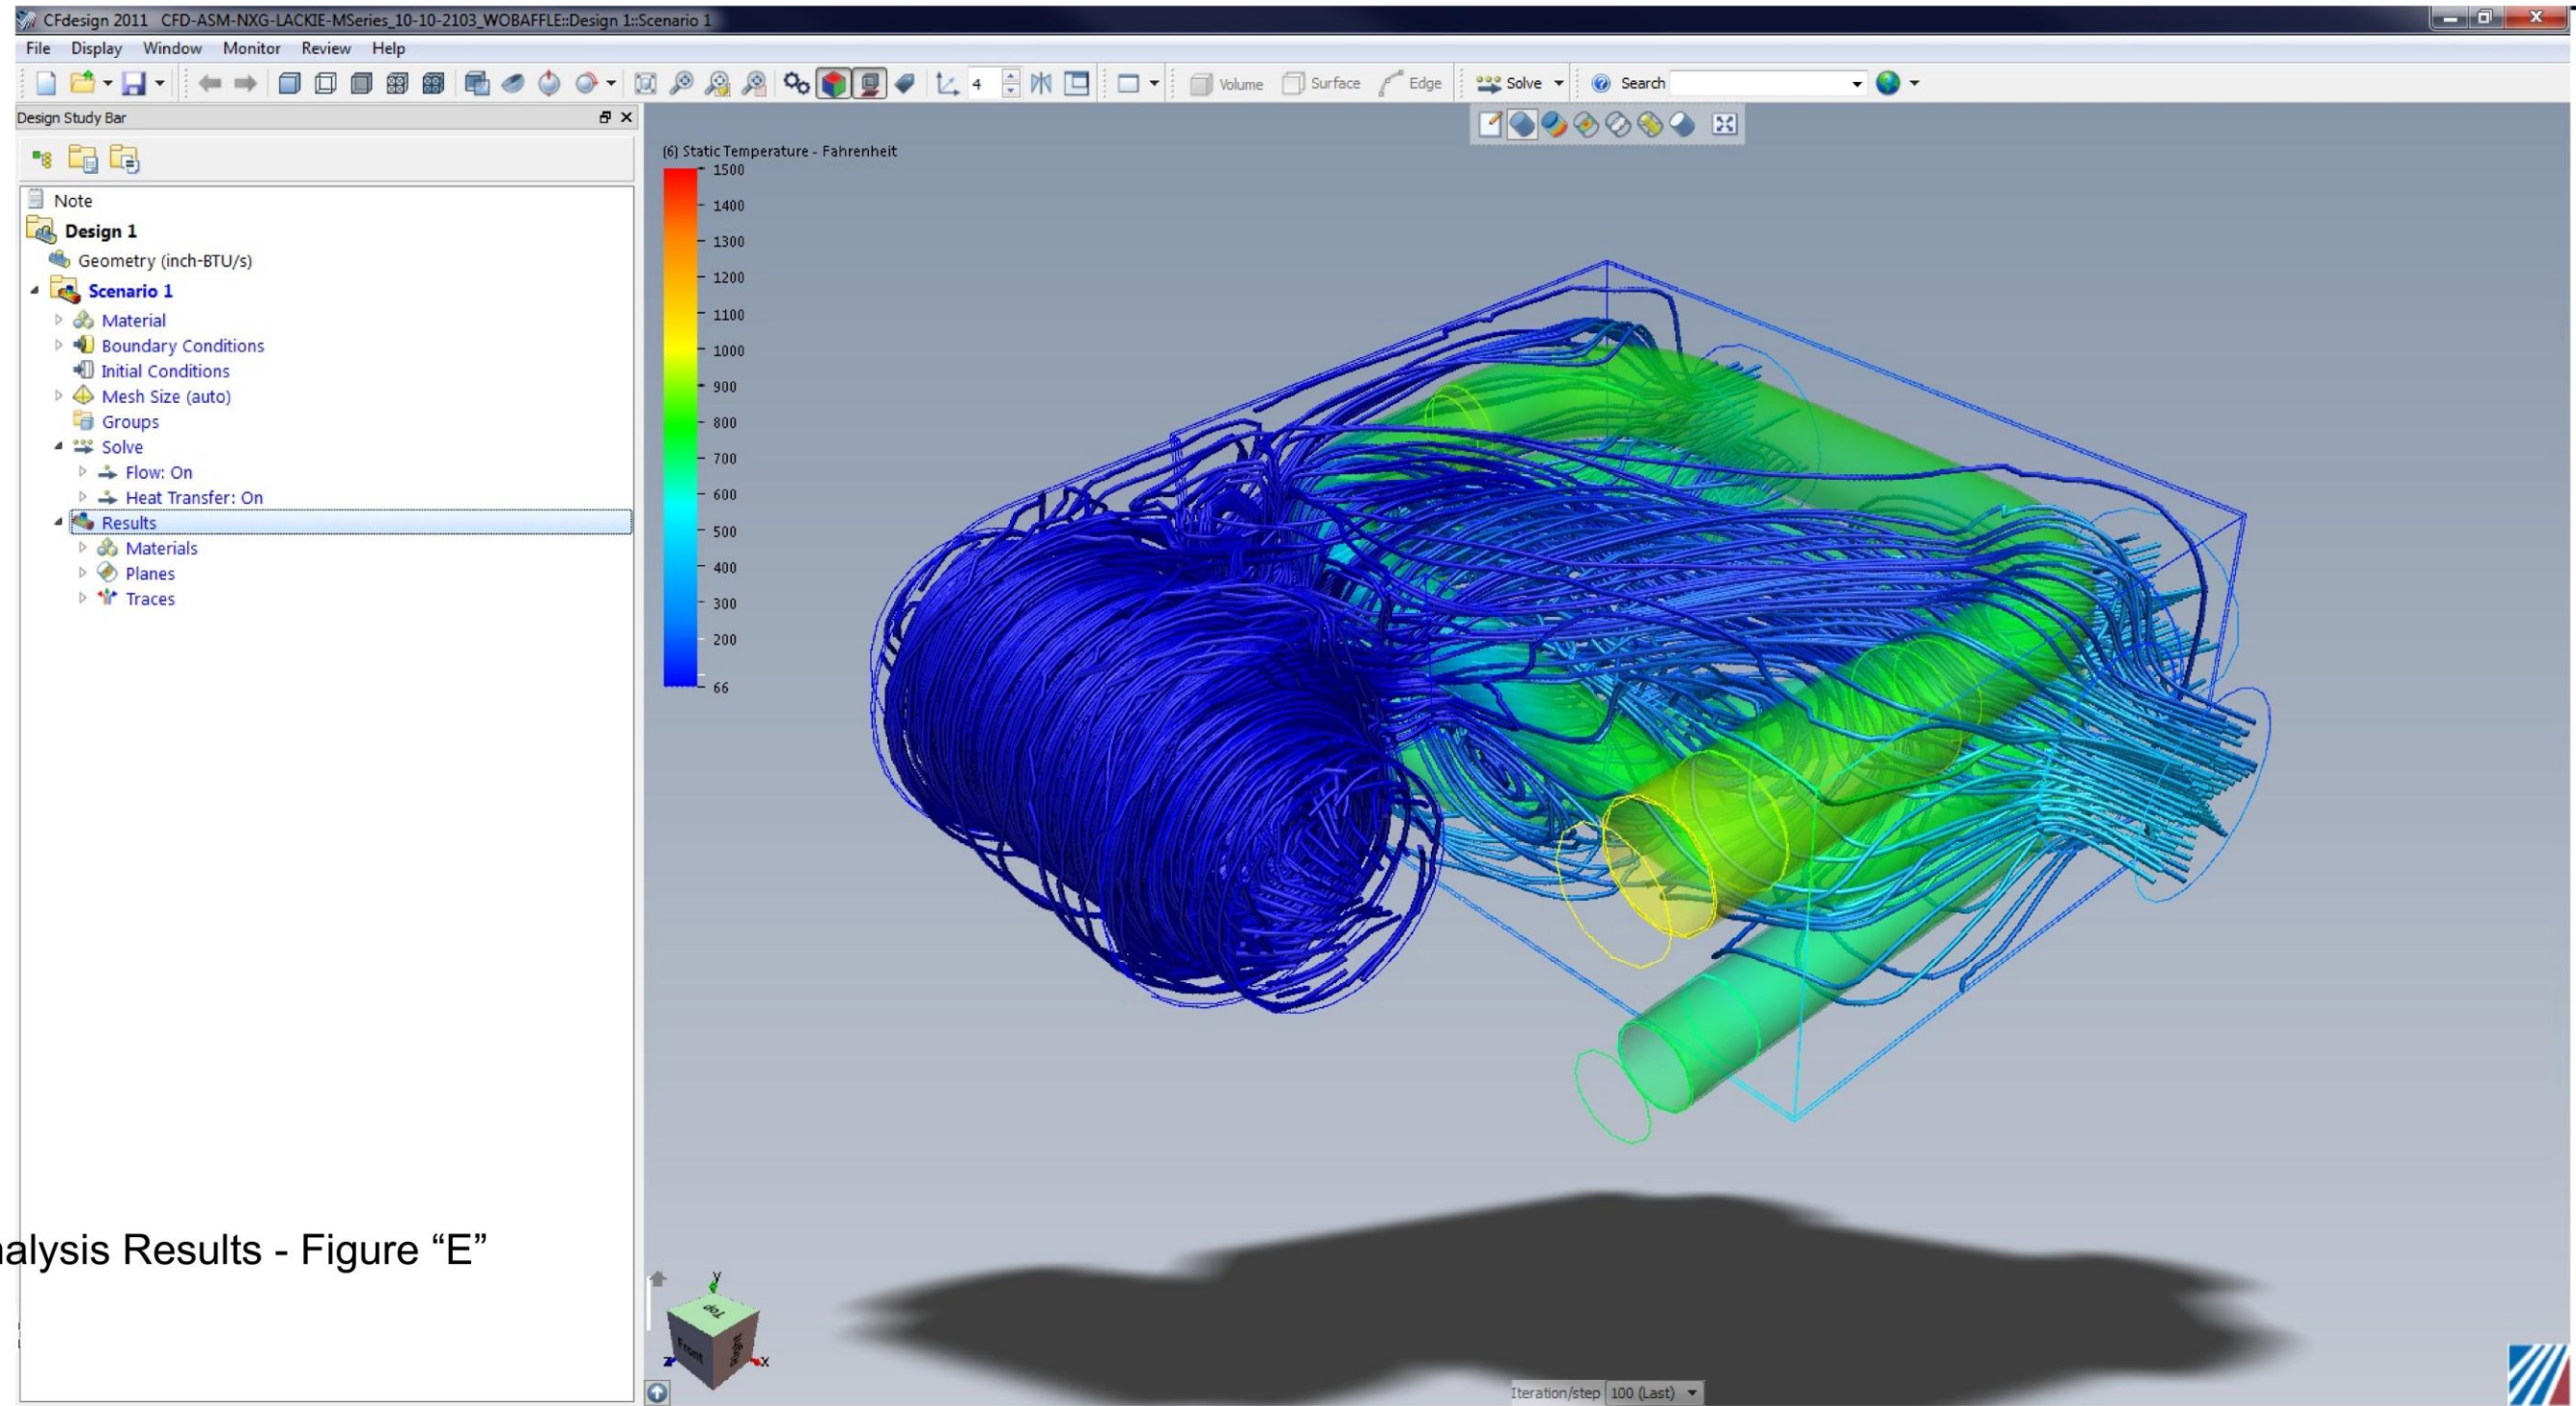 CFdesign 2011 CFD-ASM-NXG-LACKIE-MSeries_10-10-2103_WOBAFFLE::Design 1::Scenario 1
File Display Window Monitor Review Help
4 Volume Surface Edge Solve Search
Design Study Bar
Note
Design 1
Geometry (inch-BTU/s)
Scenario 1
Material
Boundary Conditions
Initial Conditions
Mesh Size (auto)
Groups
Solve
Flow: On
Heat Transfer: On
Results
Materials
Planes
Traces
(6) Static Temperature - Fahrenheit
1500
1400
1300
1200
1100
1000
900
800
700
600
500
400
300
200
66
alysis Results - Figure “E”
y
Top
Front
Right
z
x
Iteration/step 100 (Last)